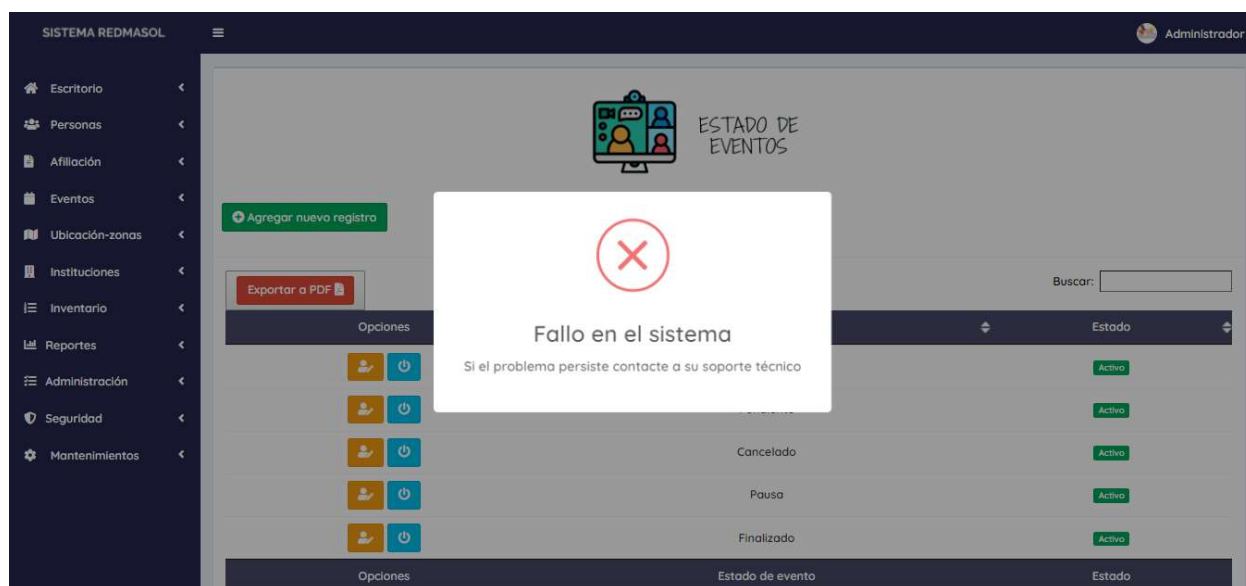 SISTEMA REDMASOL
Administrador
Escritorio
Personas
Afiliación
Eventos
Ubicación-zonas
Instituciones
Inventario
Reportes
Administración
Seguridad
Mantenimientos
ESTADO DE
EVENTOS
Agregar nuevo registro
Exportar a PDF
Buscar:
Opciones
Estado
Fallo en el sistema
Si el problema persiste contacte a su soporte técnico
Activo
Activo
Cancelado
Activo
Pausa
Activo
Finalizado
Activo
Opciones
Estado de evento
Estado